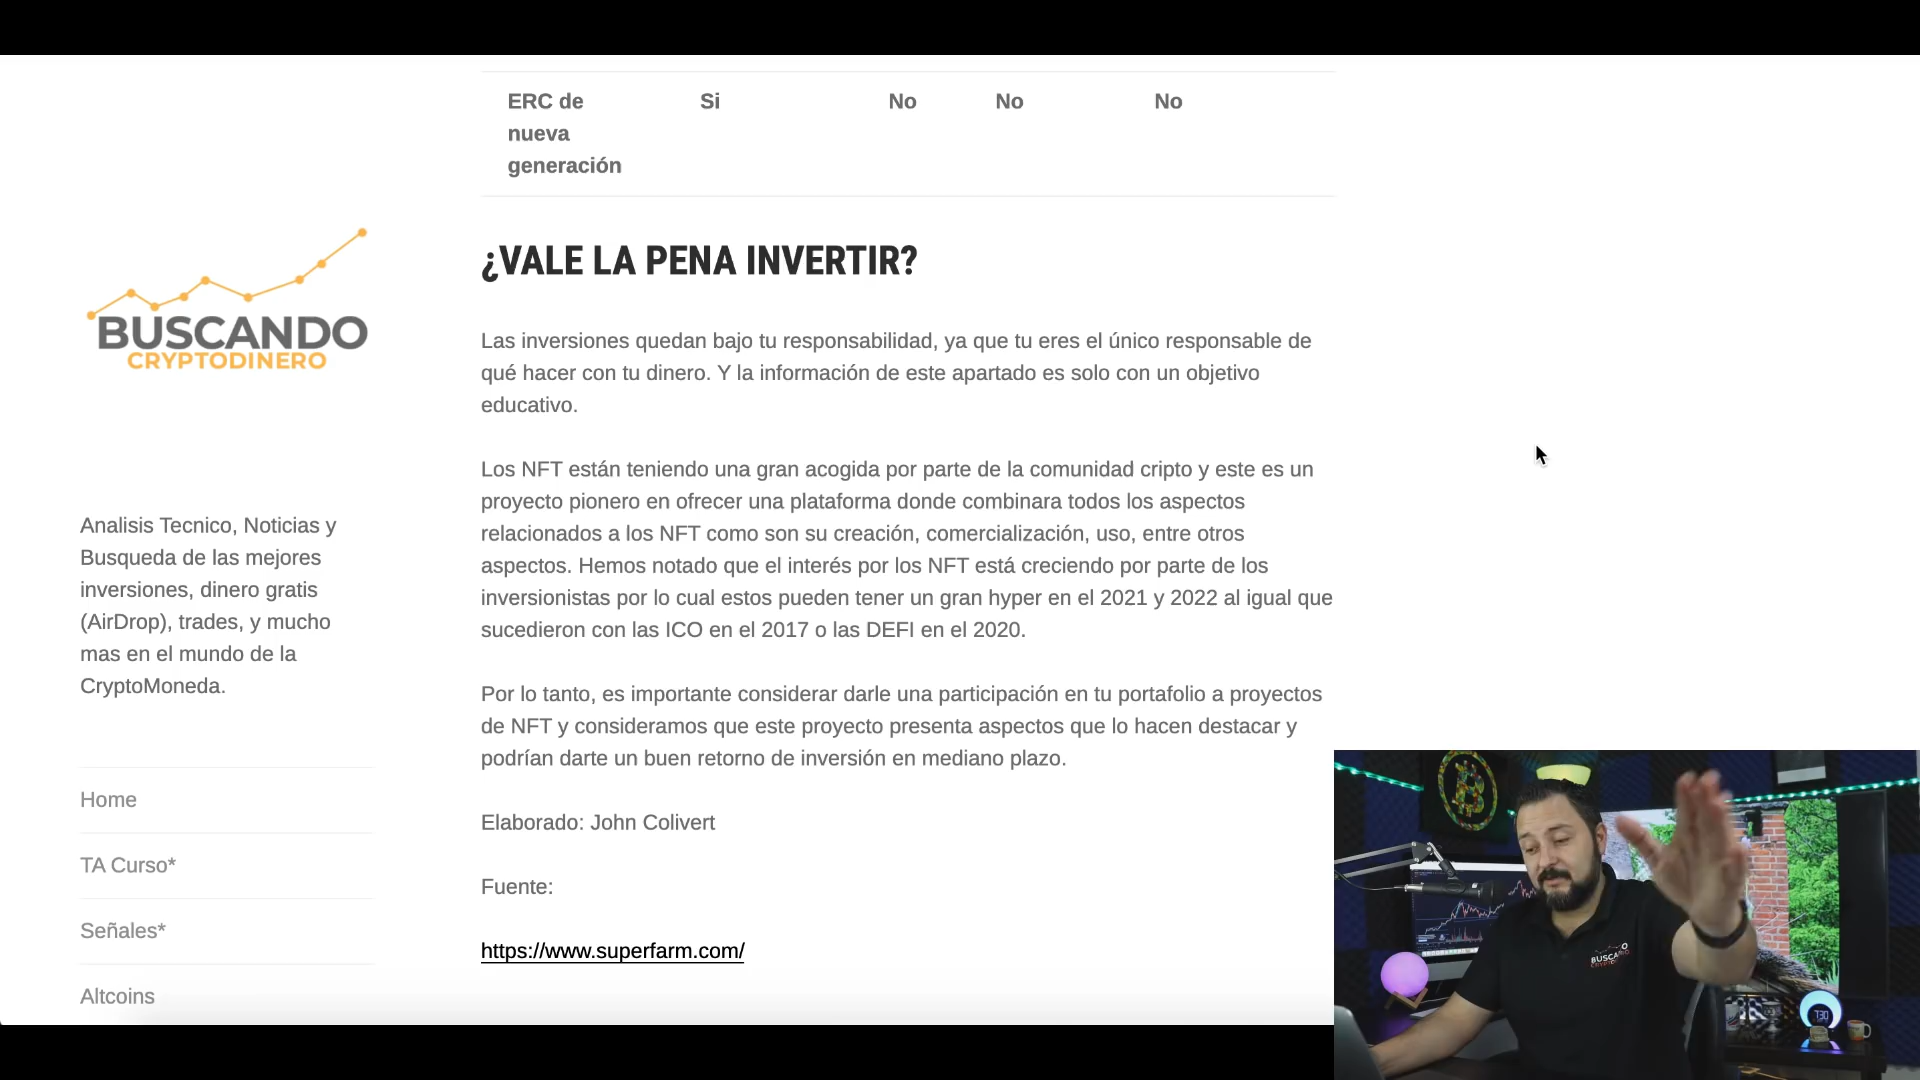 ERC de
nueva
generación
Si
No
No
No
BUSCANDO
CRYPTODINERO
Analisis Tecnico, Noticias y
Busqueda de las mejores
inversiones, dinero gratis
(AirDrop), trades, y mucho
mas en el mundo de la
CryptoMoneda.
Home
TA Curso*
Señales*
Altcoins
¿VALE LA PENA INVERTIR?
Las inversiones quedan bajo tu responsabilidad, ya que tu eres el único responsable de
qué hacer con tu dinero. Y la información de este apartado es solo con un objetivo
educativo.
Los NFT están teniendo una gran acogida por parte de la comunidad cripto y este es un
proyecto pionero en ofrecer una plataforma donde combinara todos los aspectos
relacionados a los NFT como son su creación, comercialización, uso, entre otros
aspectos. Hemos notado que el interés por los NFT está creciendo por parte de los
inversionistas por lo cual estos pueden tener un gran hyper en el 2021 y 2022 al igual que
sucedieron con las ICO en el 2017 o las DEFI en el 2020.
Por lo tanto, es importante considerar darle una participación en tu portafolio a proyectos
de NFT y consideramos que este proyecto presenta aspectos que lo hacen destacar y
podrían darte un buen retorno de inversión en mediano plazo.
Elaborado: John Colivert
Fuente:
https://www.superfarm.com/